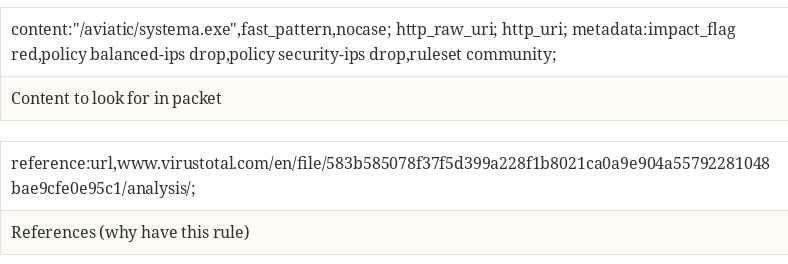 content:"/aviatic/systema.exe",fast_pattern,nocase; http_raw_uri; http_uri; metadata:impact_flag
red,policy balanced-ips drop,policy security-ips drop,ruleset community;
Content to look for in packet
reference:url,www.virustotal.com/en/file/583b585078f37f5d399a228f1b8021ca0a9e904a55792281048
bae9cfe0e95c1/analysis/;
References (why have this rule)